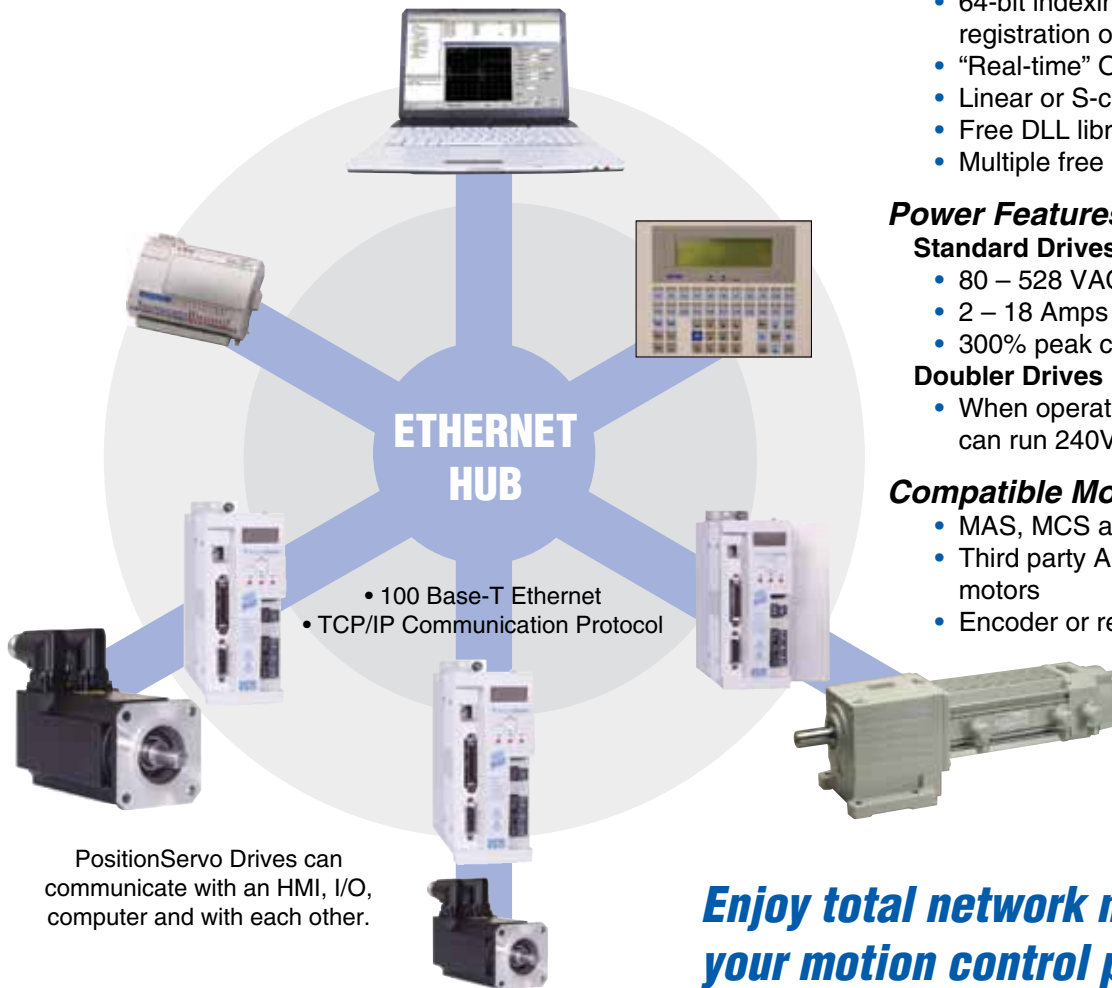 • 64-bit indexin
registration o
• “Real-time” C
• Linear or S-c
• Free DLL libr
• Multiple free
Power Features
Standard Drives
• 80 – 528 VAC
• 2 – 18 Amps
• 300% peak c
Doubler Drives
• When operat
can run 240V
Compatible Mo
• MAS, MCS a
• Third party A
motors
• Encoder or re
ETHERNET
HUB
• 100 Base-T Ethernet
• TCP/IP Communication Protocol
PositionServo Drives can
communicate with an HMI, I/O,
computer and with each other.
Enjoy total network m
your motion control p